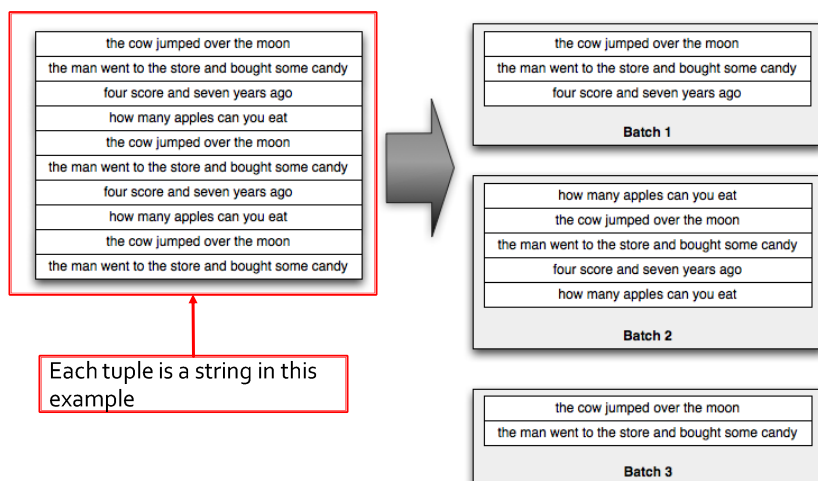 the cow jumped over the moon
the man went to the store and bought some candy
four score and seven years ago
how many apples can you eat
the cow jumped over the moon
the man went to the store and bought some candy
four score and seven years ago
how many apples can you eat
the cow jumped over the moon
the man went to the store and bought some candy
Each tuple is a string in this
example
the cow jumped over the moon
the man went to the store and bought some candy
four score and seven years ago
Batch 1
how many apples can you eat
the cow jumped over the moon
the man went to the store and bought some candy
four score and seven years ago
how many apples can you eat
Batch 2
the cow jumped over the moon
the man went to the store and bought some candy
Batch 3